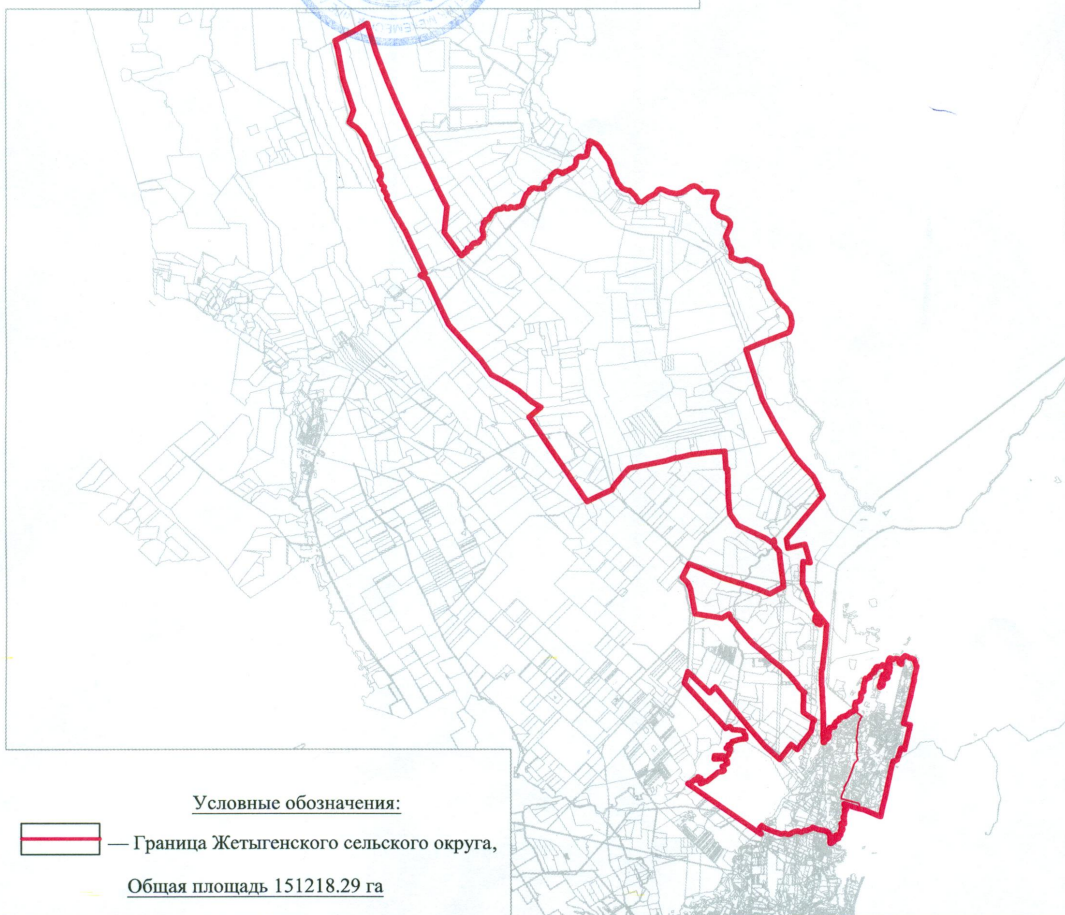 Условные обозначения:
— Граница Жетыгенского сельского округа,
Общая площадь 151218.29 га